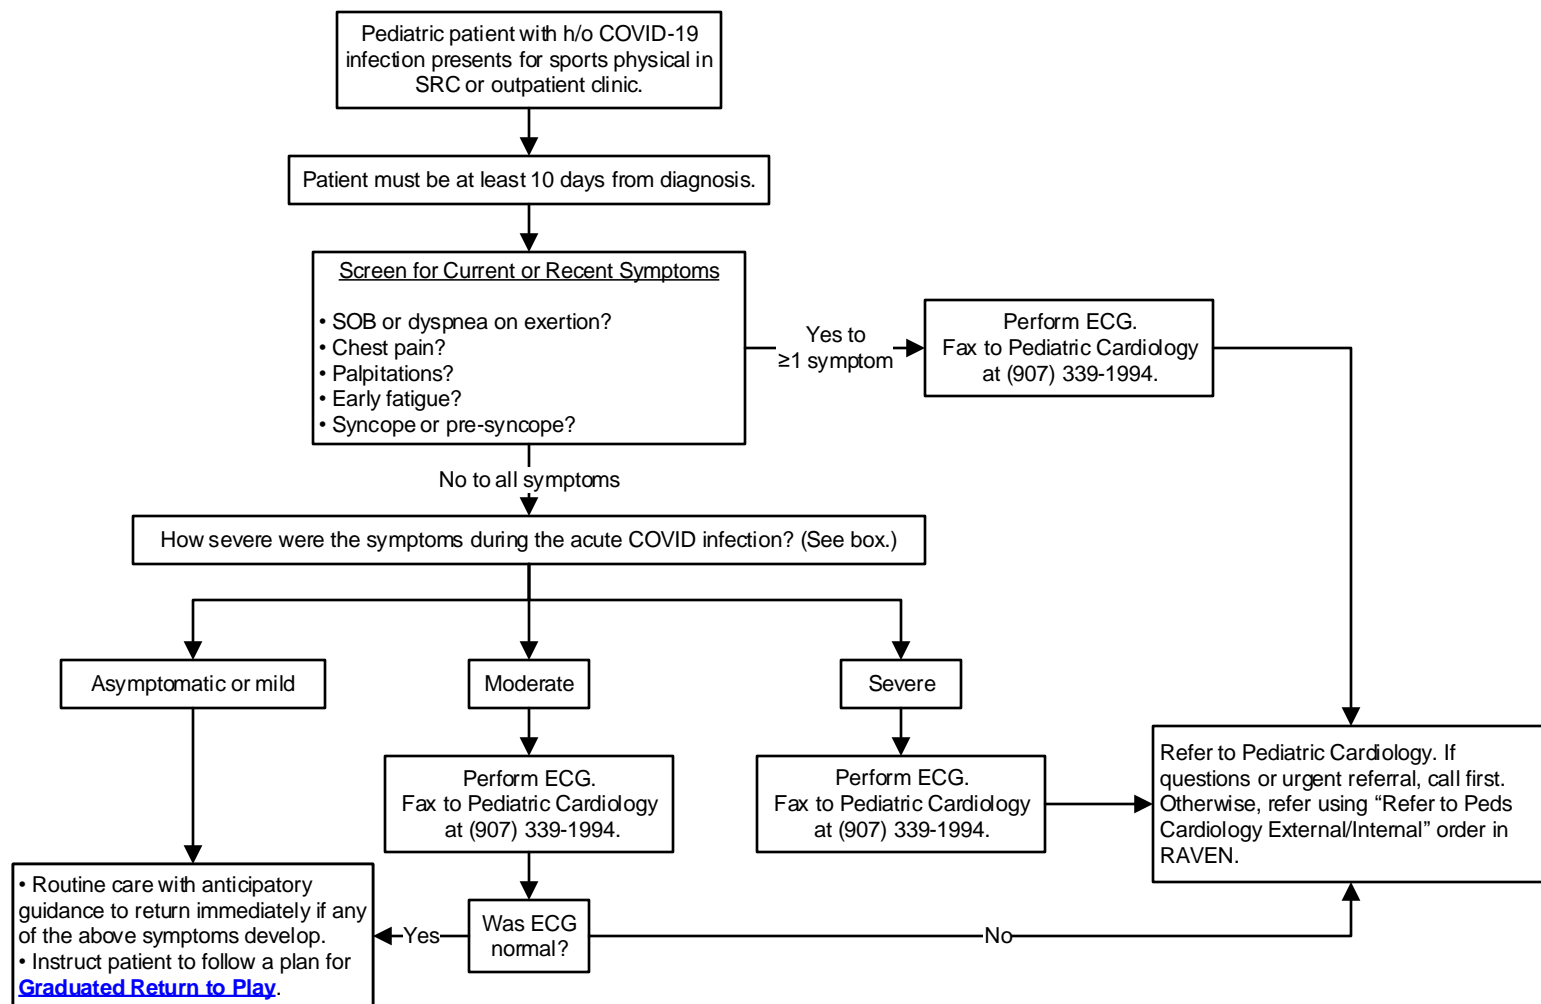 Pediatric patient with h/o COVID-19
infection presents for sports physical in
SRC or outpatient clinic.
Patient must be at least 10 days from diagnosis.
Screen for Current or Recent Symptoms
• SOB or dyspnea on exertion?
• Chest pain?
• Palpitations?
• Early fatigue?
• Syncope or pre-syncope?
Yes to
≥1 symptom
Perform ECG.
Fax to Pediatric Cardiology
at (907) 339-1994.
No to all symptoms
How severe were the symptoms during the acute COVID infection? (See box.)
Asymptomatic or mild
Moderate
Severe
Perform ECG.
Fax to Pediatric Cardiology
at (907) 339-1994.
Perform ECG.
Fax to Pediatric Cardiology
at (907) 339-1994.
Refer to Pediatric Cardiology. If
questions or urgent referral, call first.
Otherwise, refer using “Refer to Peds
Cardiology External/Internal” order in
RAVEN.
• Routine care with anticipatory
guidance to return immediately if any
of the above symptoms develop.
• Instruct patient to follow a plan for
Graduated Return to Play.
Yes
Was ECG
normal?
No